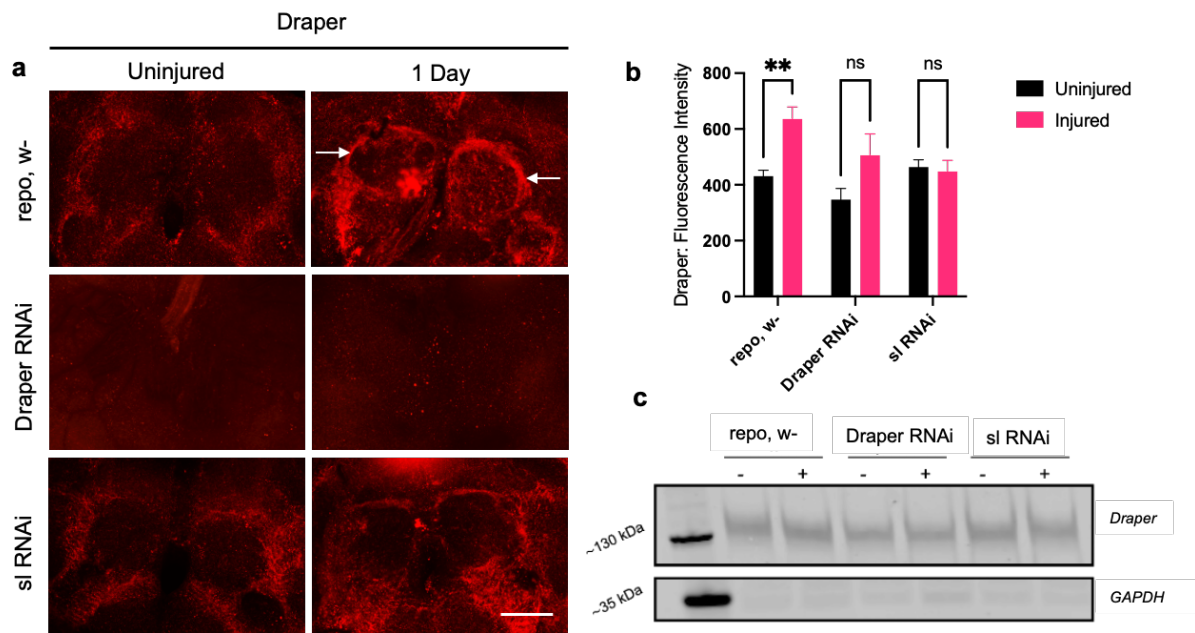 Draper
a
Uninjured
1 Day
repo, w-
Draper RNAi
sl RNAi
b
Draper: Fluorescence Intensity
800
600
400
200
0
**
ns
ns
repo, w-
Draper RNAi
sl RNAi
Uninjured
Injured
c
repo, w-
Draper RNAi
sl RNAi
- + - + - +
~130 kDa
Draper
~35 kDa
GAPDH